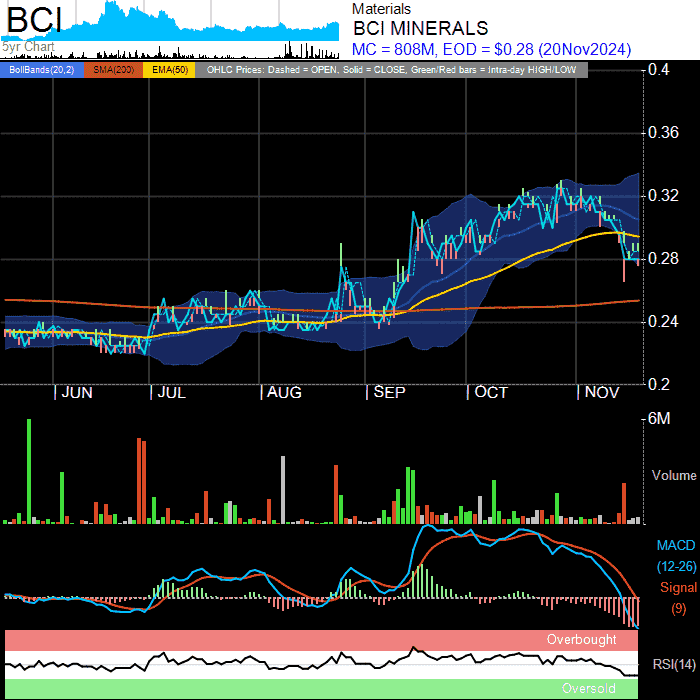 BCI
5yr Chart
Materials
BCI MINERALS
MC = 808M, EOD = $0.28 (20Nov2024)
BollBands(20,2) SMA(200) EMA(50) OHLC Prices: Dashed = OPEN, Solid = CLOSE, Green/Red bars = Intra-day HIGH/LOW
0.4
0.36
0.32
0.28
0.24
0.2
| JUN | JUL | AUG | SEP | OCT | NOV
6M
Volume
MACD
(12-26)
Signal
(9)
Overbought
RSI(14)
Oversold